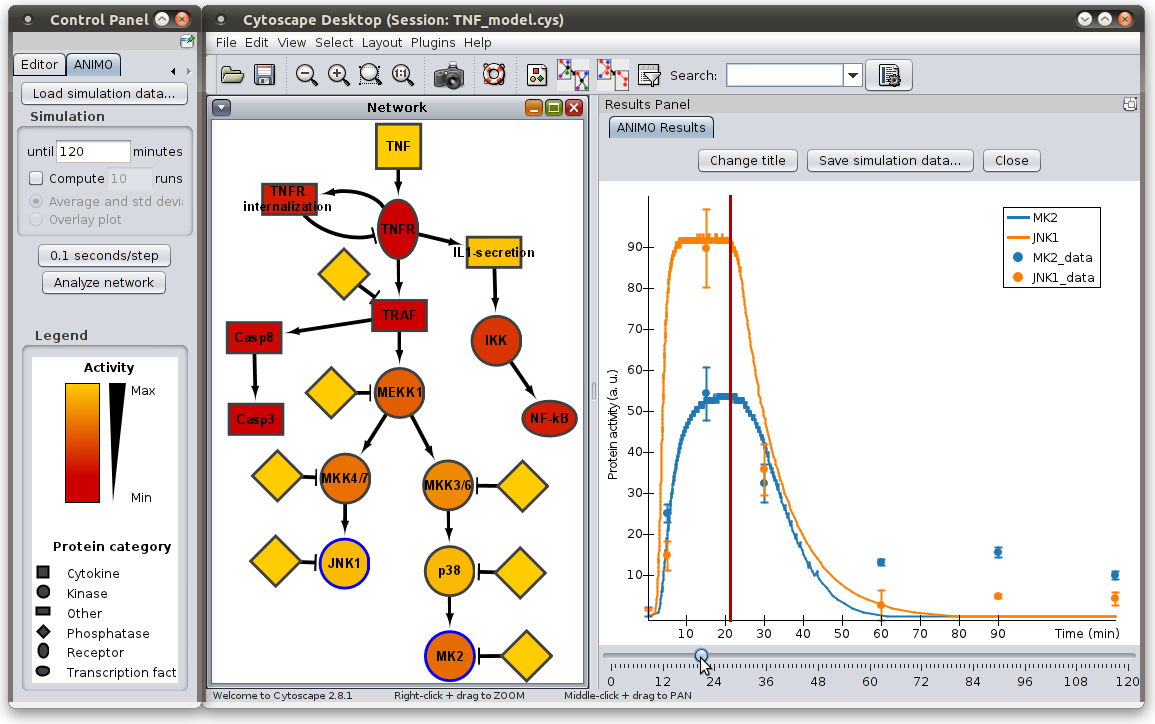 Control Panel
Cytoscape Desktop (Session: TNF_model.cys)
File Edit View Select Layout Plugins Help
Editor
ANIMO
Load simulation data...
Simulation
until 120 minutes
Compute 10 runs
Average and std devi
Overlay plot
0.1 seconds/step
Analyze network
Legend
Activity
Max
Min
Protein category
Cytokine
Kinase
Other
Phosphatase
Receptor
Transcription fact
1:1
Search:
Network
TNF
TNFR
internalization
TNFR
IL1-secretion
TRAF
Casp8
IKK
MEKK1
Casp3
NF-kB
MKK4/7
MKK3/6
JNK1
p38
MK2
Results Panel
ANIMO Results
Change title
Save simulation data...
Close
MK2
JNK1
MK2_data
JNK1_data
Protein activity (a. u.)
90
80
70
60
50
40
30
20
10
10 20 30 40 50 60 70 80 90 Time (min)
0 12 24 36 48 60 72 84 96 108 120
Welcome to Cytoscape 2.8.1 Right-click + drag to ZOOM Middle-click + drag to PAN